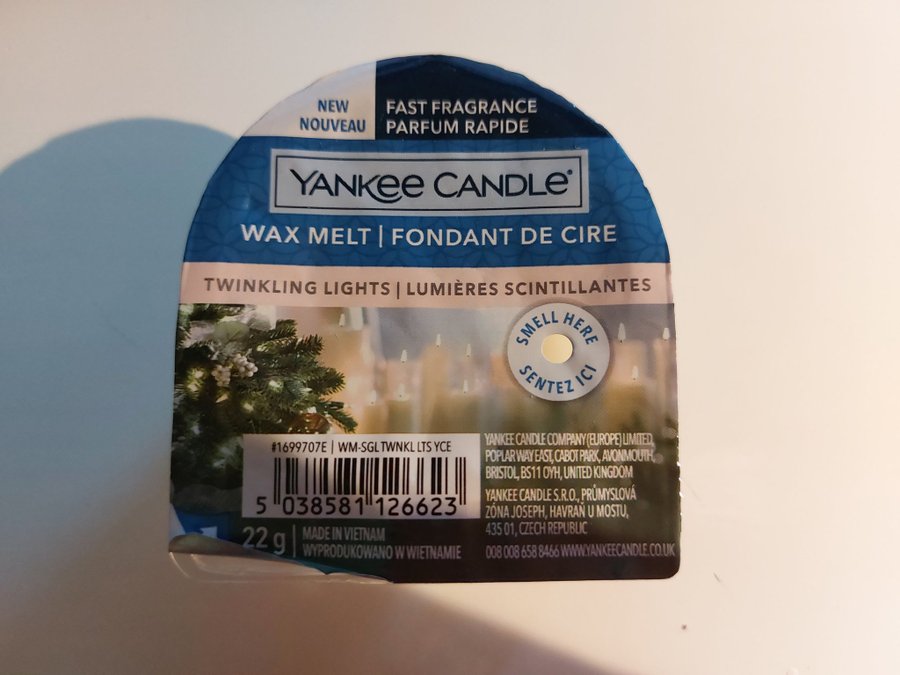 NEW
NOUVEAU
FAST FRAGRANCE
PARFUM RAPIDE
YANKEE CANDLE®
WAX MELT | FONDANT DE CIRE
TWINKLING LIGHTS | LUMIÈRES SCINTILLANTES
SMELL HERE
SENTEZ ICI
#1699707E | WM-SGL TWNKL LTS YCE
5 038581 126623
22 g
MADE IN VIETNAM
WYPRODUKOWANO W WIETNAMIE
YANKEE CANDLE COMPANY (EUROPE) LIMITED,
POPLAR WAY EAST, CABOT PARK, AVONMOUTH,
BRISTOL, BS11 0YH, UNITED KINGDOM
YANKEE CANDLE S.R.O., PRŮMYSLOVÁ
ZÓNA JOSEPH, HAVRAŇ U MOSTU,
435 01, CZECH REPUBLIC
008 008 658 8466 WWW.YANKEECANDLE.CO.UK